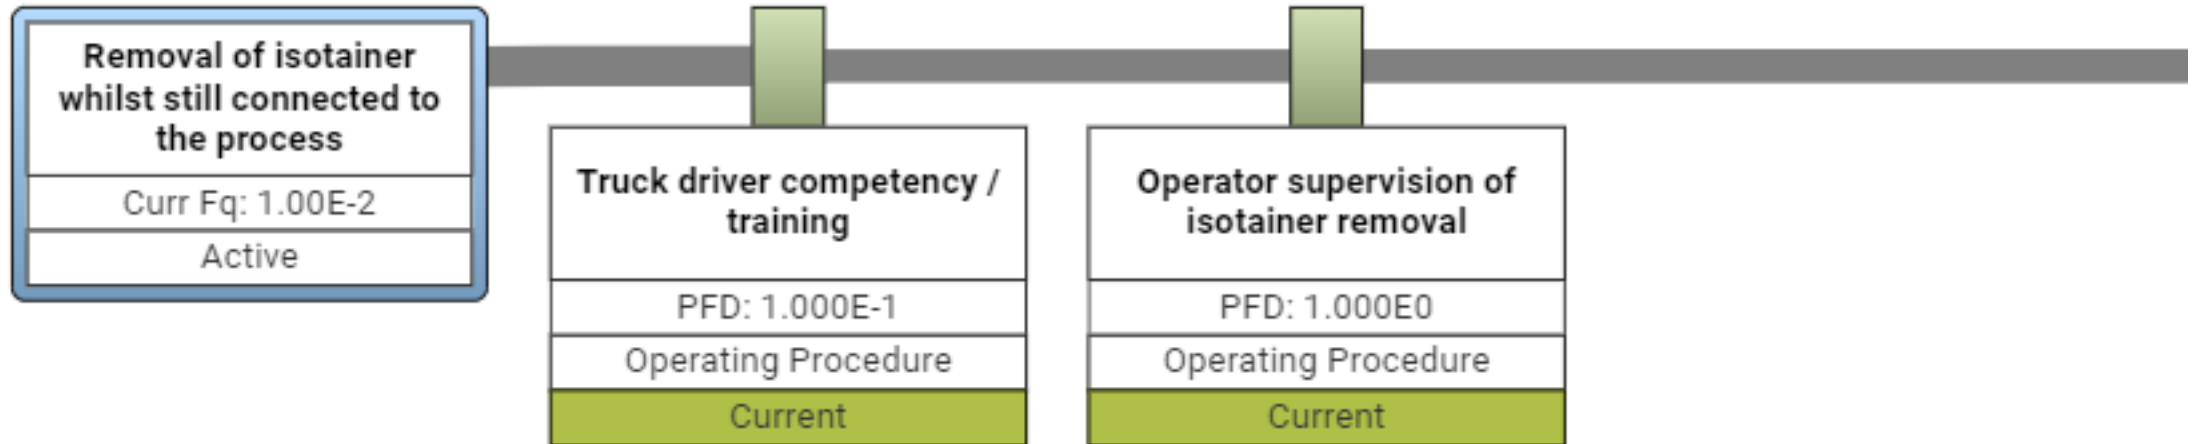 Removal of isotainer
whilst still connected to
the process
Curr Fq: 1.00E-2
Active
Truck driver competency /
training
PFD: 1.000E-1
Operating Procedure
Current
Operator supervision of
isotainer removal
PFD: 1.000E0
Operating Procedure
Current